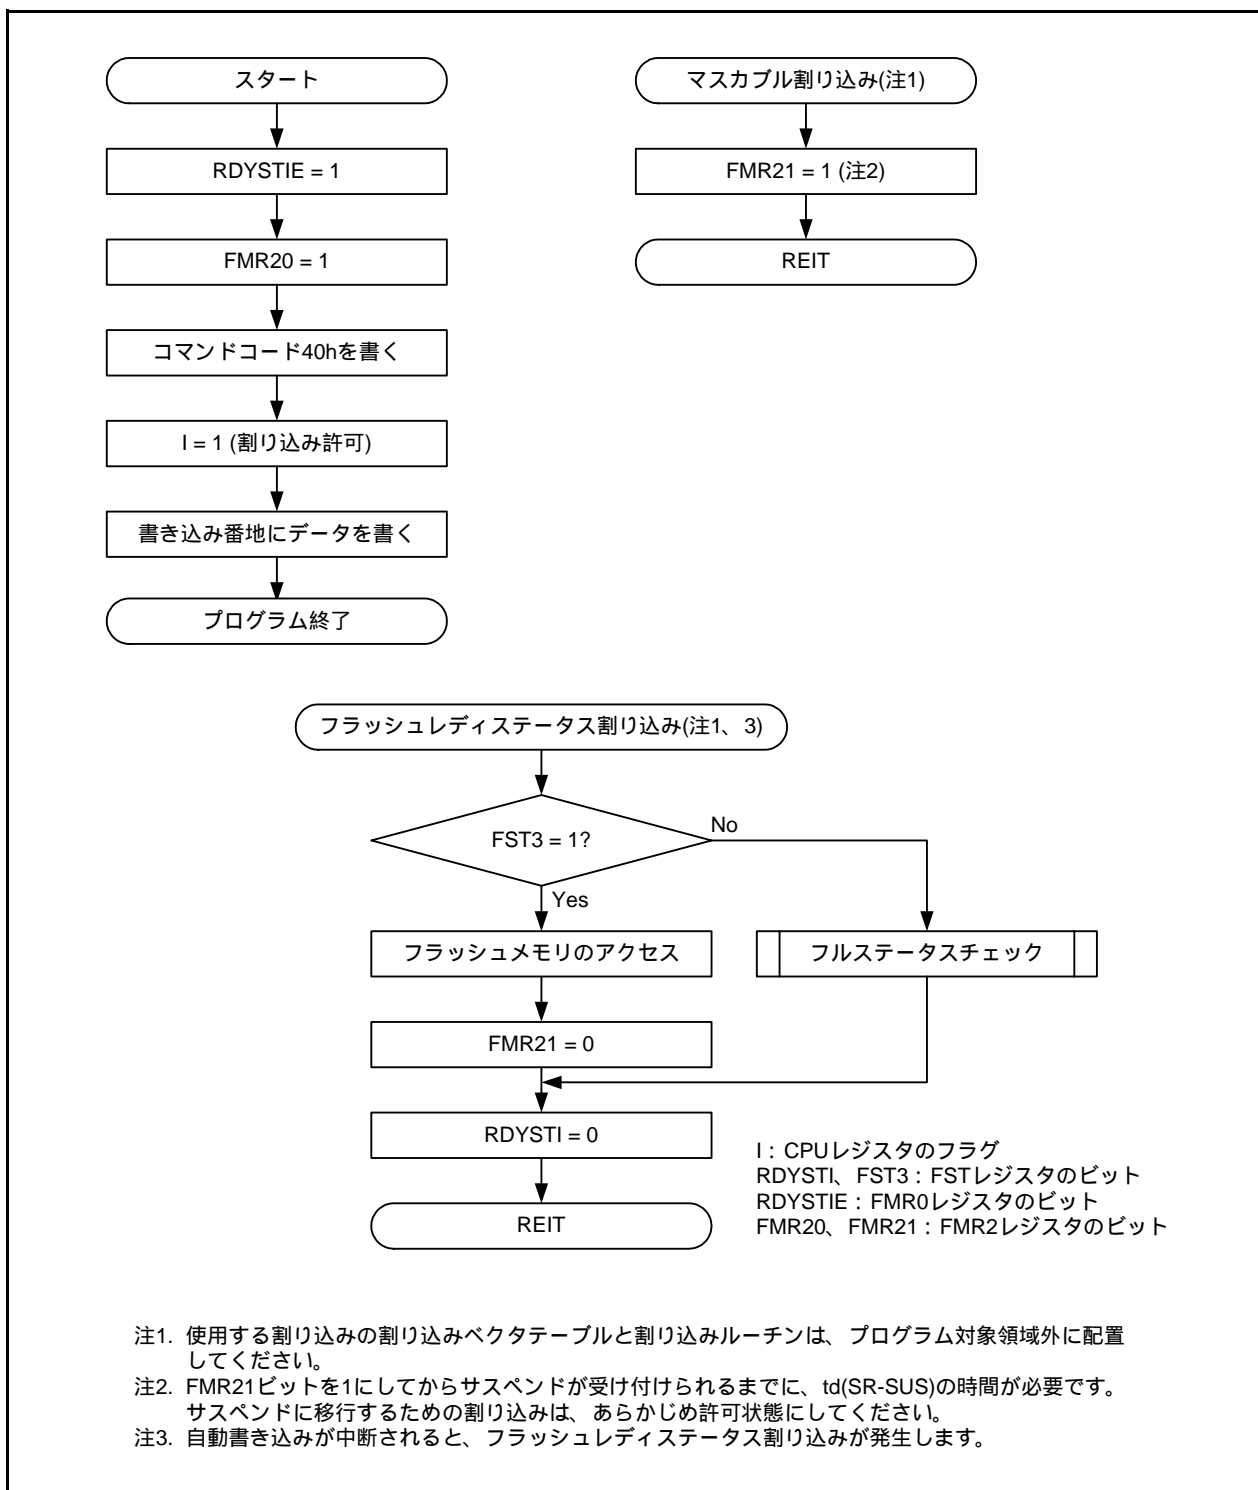 スタート
RDYSTIE = 1
FMR20 = 1
コマンドコード40hを書く
I = 1 (割り込み許可)
書き込み番地にデータを書く
プログラム終了
マスカブル割り込み(注1)
FMR21 = 1 (注2)
REIT
フラッシュレディステータス割り込み(注1、3)
FST3 = 1?
No
Yes
フラッシュメモリのアクセス
フルステータスチェック
FMR21 = 0
RDYSTI = 0
REIT
I : CPUレジスタのフラグ
RDYSTI、FST3 : FSTレジスタのビット
RDYSTIE : FMR0レジスタのビット
FMR20、FMR21 : FMR2レジスタのビット
注1. 使用する割り込みの割り込みベクタテーブルと割り込みルーチンは、プログラム対象領域外に配置
してください。
注2. FMR21ビットを1にしてからサスペンドが受け付けられるまでに、td(SR-SUS)の時間が必要です。
サスペンドに移行するための割り込みは、あらかじめ許可状態にしてください。
注3. 自動書き込みが中断されると、フラッシュレディステータス割り込みが発生します。